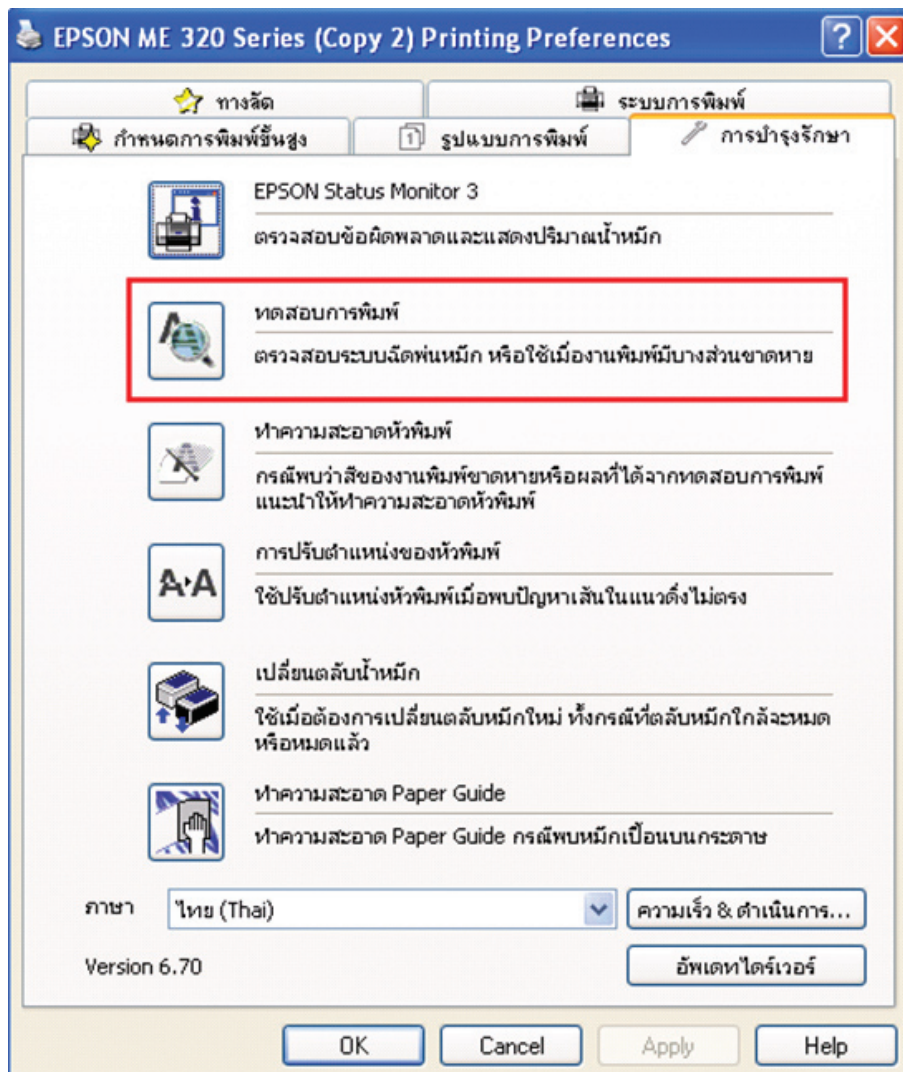 EPSON ME 320 Series (Copy 2) Printing Preferences
ทางลัด
ระบบการพิมพ์
กำหนดการพิมพ์ขั้นสูง
รูปแบบการพิมพ์
การบำรุงรักษา
EPSON Status Monitor 3
ตรวจสอบข้อผิดพลาดและแสดงปริมาณน้ำหมึก
ทดสอบการพิมพ์
ตรวจสอบระบบฉีดพ่นหมึก หรือใช้เมื่องานพิมพ์มีบางส่วนขาดหาย
ทำความสะอาดหัวพิมพ์
กรณีพบว่าสีของงานพิมพ์ขาดหายหรือผลที่ได้จากทดสอบการพิมพ์
แนะนำให้ทำความสะอาดหัวพิมพ์
การปรับตำแหน่งของหัวพิมพ์
ใช้ปรับตำแหน่งหัวพิมพ์เมื่อพบปัญหาเส้นในแนวดิ่งไม่ตรง
เปลี่ยนตลับน้ำหมึก
ใช้เมื่อต้องการเปลี่ยนตลับหมึกใหม่ ทั้งกรณีที่ตลับหมึกใกล้จะหมด
หรือหมดแล้ว
ทำความสะอาด Paper Guide
ทำความสะอาด Paper Guide กรณีพบหมึกเปื้อนบนกระดาษ
ภาษา
ไทย (Thai)
ความเร็ว & ดำเนินการ...
Version 6.70
อัพเดทไดร์เวอร์
OK
Cancel
Apply
Help